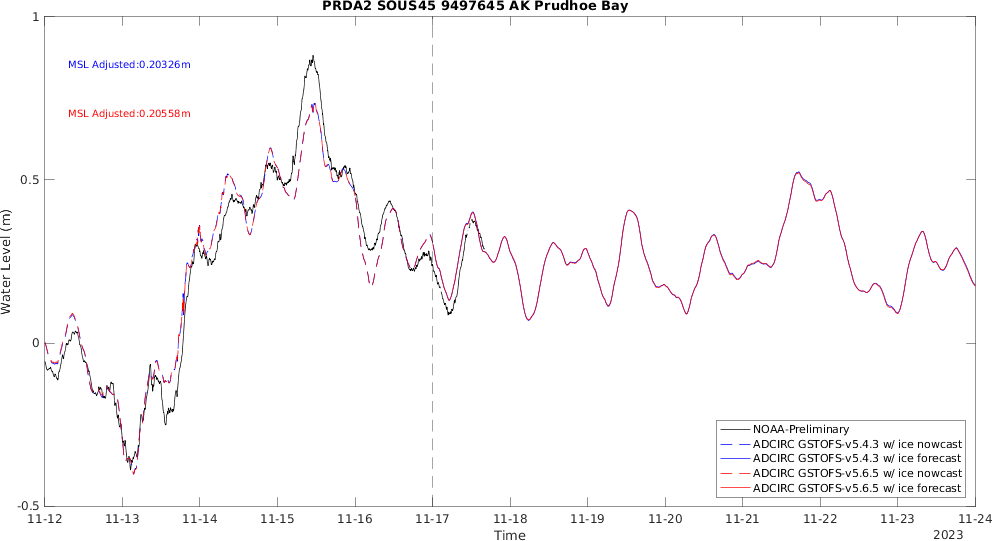 PRDA2 SOUS45 9497645 AK Prudhoe Bay
1
MSL Adjusted:0.20326m
MSL Adjusted:0.20558m
0.5
Water Level (m)
0
-0.5
NOAA-Preliminary
ADCIRC GSTOFS-v5.4.3 w/ ice nowcast
ADCIRC GSTOFS-v5.4.3 w/ ice forecast
ADCIRC GSTOFS-v5.6.5 w/ ice nowcast
ADCIRC GSTOFS-v5.6.5 w/ ice forecast
11-12 11-13 11-14 11-15 11-16 11-17 11-18 11-19 11-20 11-21 11-22 11-23 11-24
Time
2023